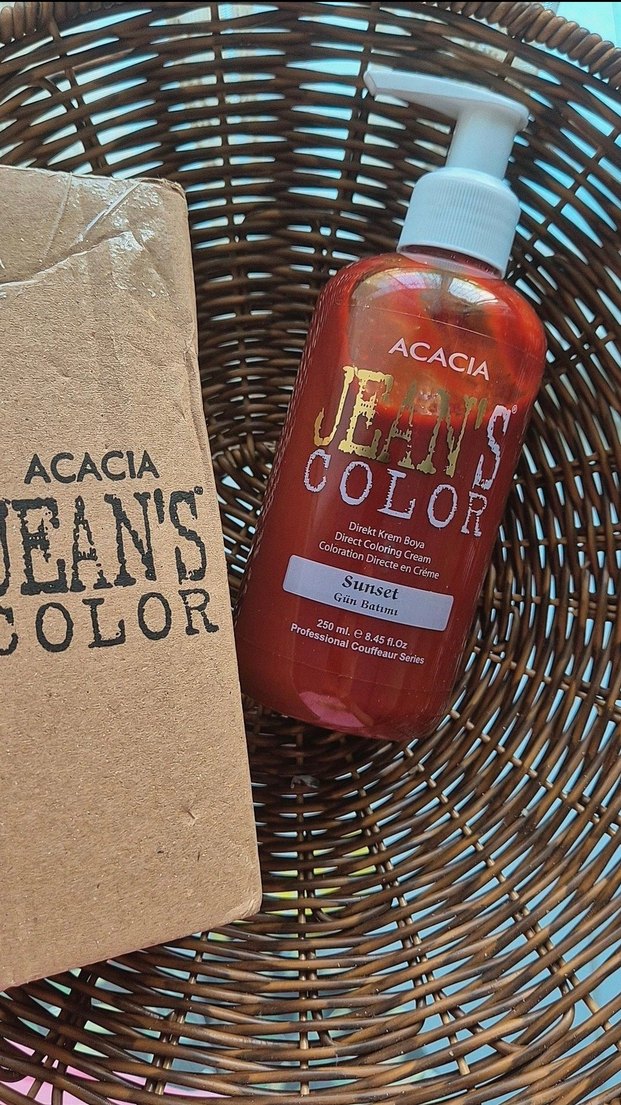 ACACIA
JEAN'S
COLOR
ACACIA
JEAN'S
COLOR
Direkt Krem Boya
Direct Coloring Cream
Coloration Directe en Créme
Sunset
Gün Batımı
250 ml. ℮ 8.45 fl.Oz
Professional Couffeaur Series